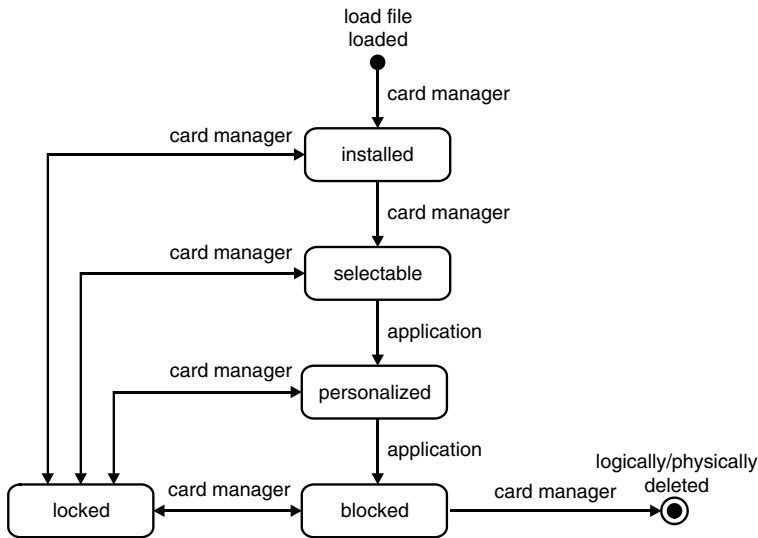 load file
loaded
card manager
card manager
installed
card manager
card manager
selectable
application
card manager
personalized
application
logically/physically
deleted
locked
card manager
blocked
card manager